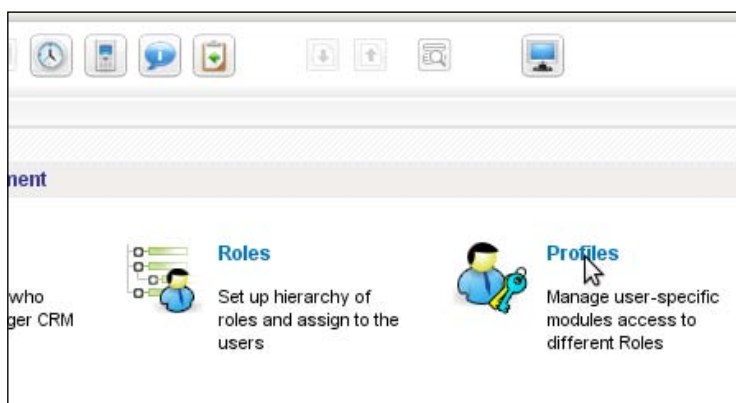 ment
Roles
Profiles
who
ger CRM
Set up hierarchy of
roles and assign to the
users
Manage user-specific
modules access to
different Roles